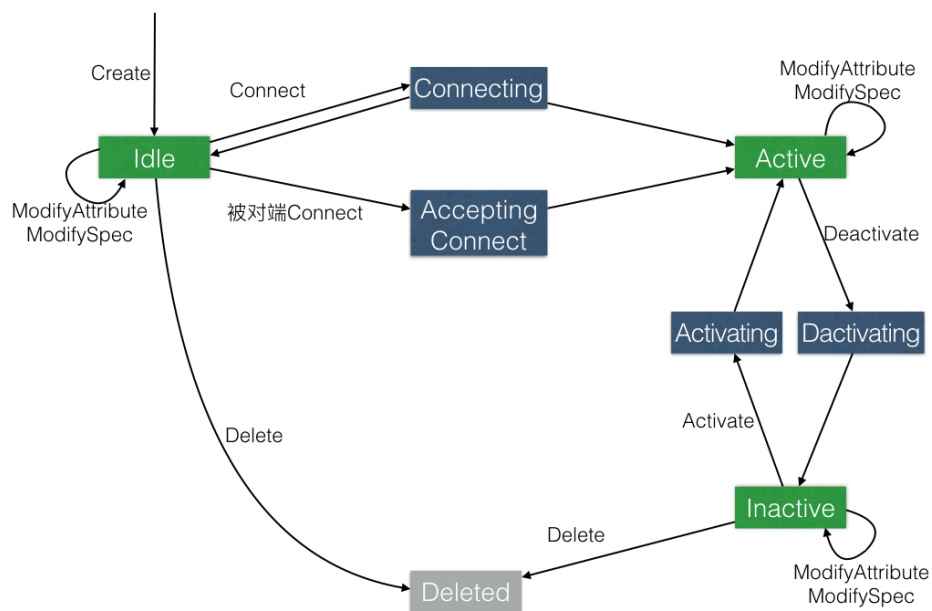 Create
Connect
Connecting
ModifyAttribute
ModifySpec
Idle
Active
ModifyAttribute
ModifySpec
被对端Connect
Accepting
Connect
Deactivate
Activating
Dactivating
Delete
Activate
Inactive
Delete
ModifyAttribute
ModifySpec
Deleted